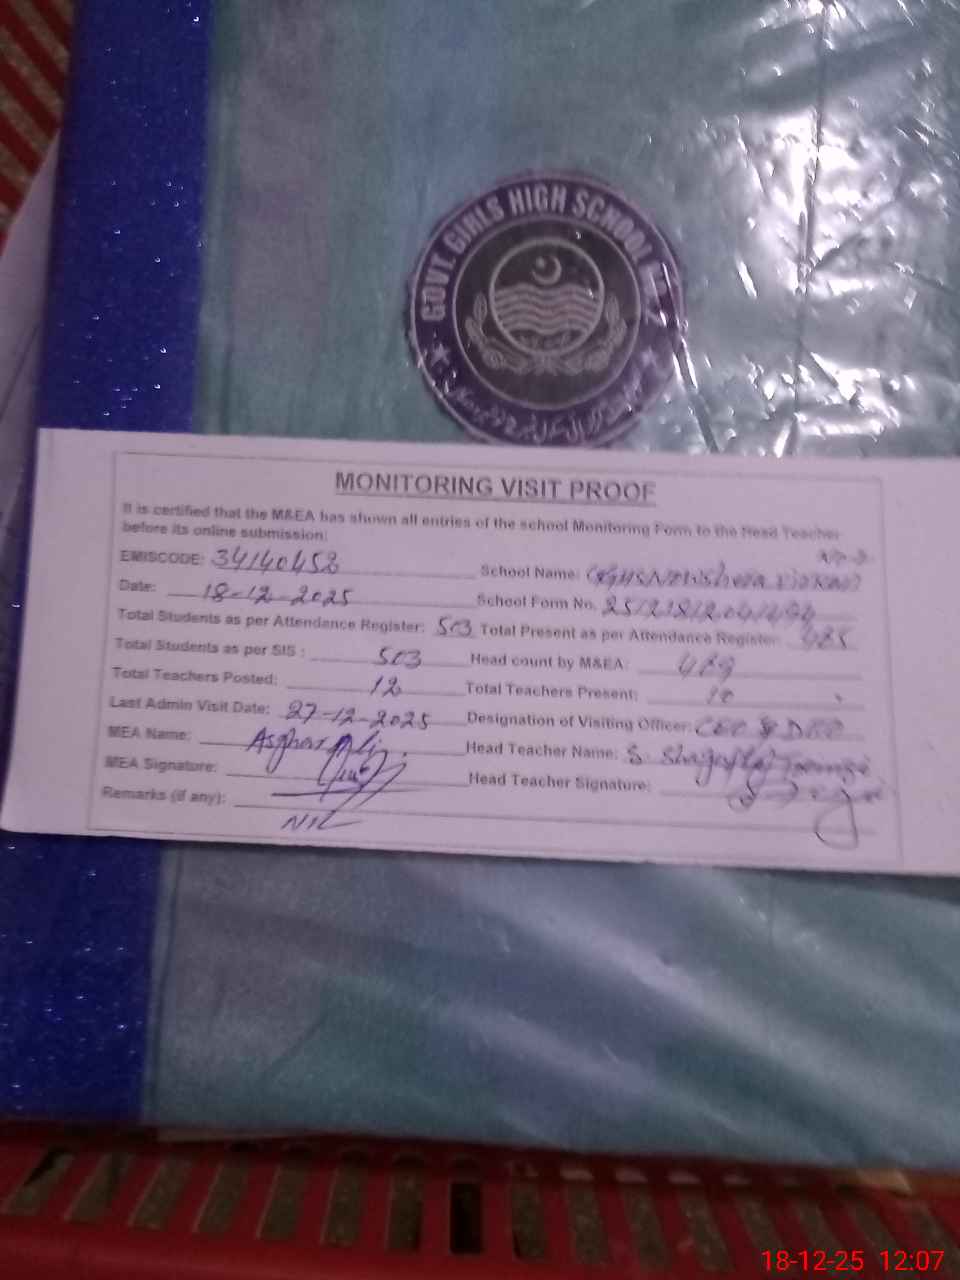 GOVT. GIRLS HIGH SCHOOL
MONITORING VISIT PROOF
It is certified that the M&EA has shown all entries of the school Monitoring Form to the Head Teacher
before its online submission:
EMISCODE: 34140458 School Name:
Date: 18-12-2025 School Form No.
Total Students as per Attendance Register: 503 Total Present as per Attendance Register: 485
Total Students as per SIS : 503 Head count by M&EA: 489
Total Teachers Posted: 12 Total Teachers Present:
Last Admin Visit Date: 27-12-2025 Designation of Visiting Officer:
MEA Name: Asghar Ali Head Teacher Name: S.
MEA Signature: Head Teacher Signature:
Remarks (if any):
NIL
18-12-25 12:07